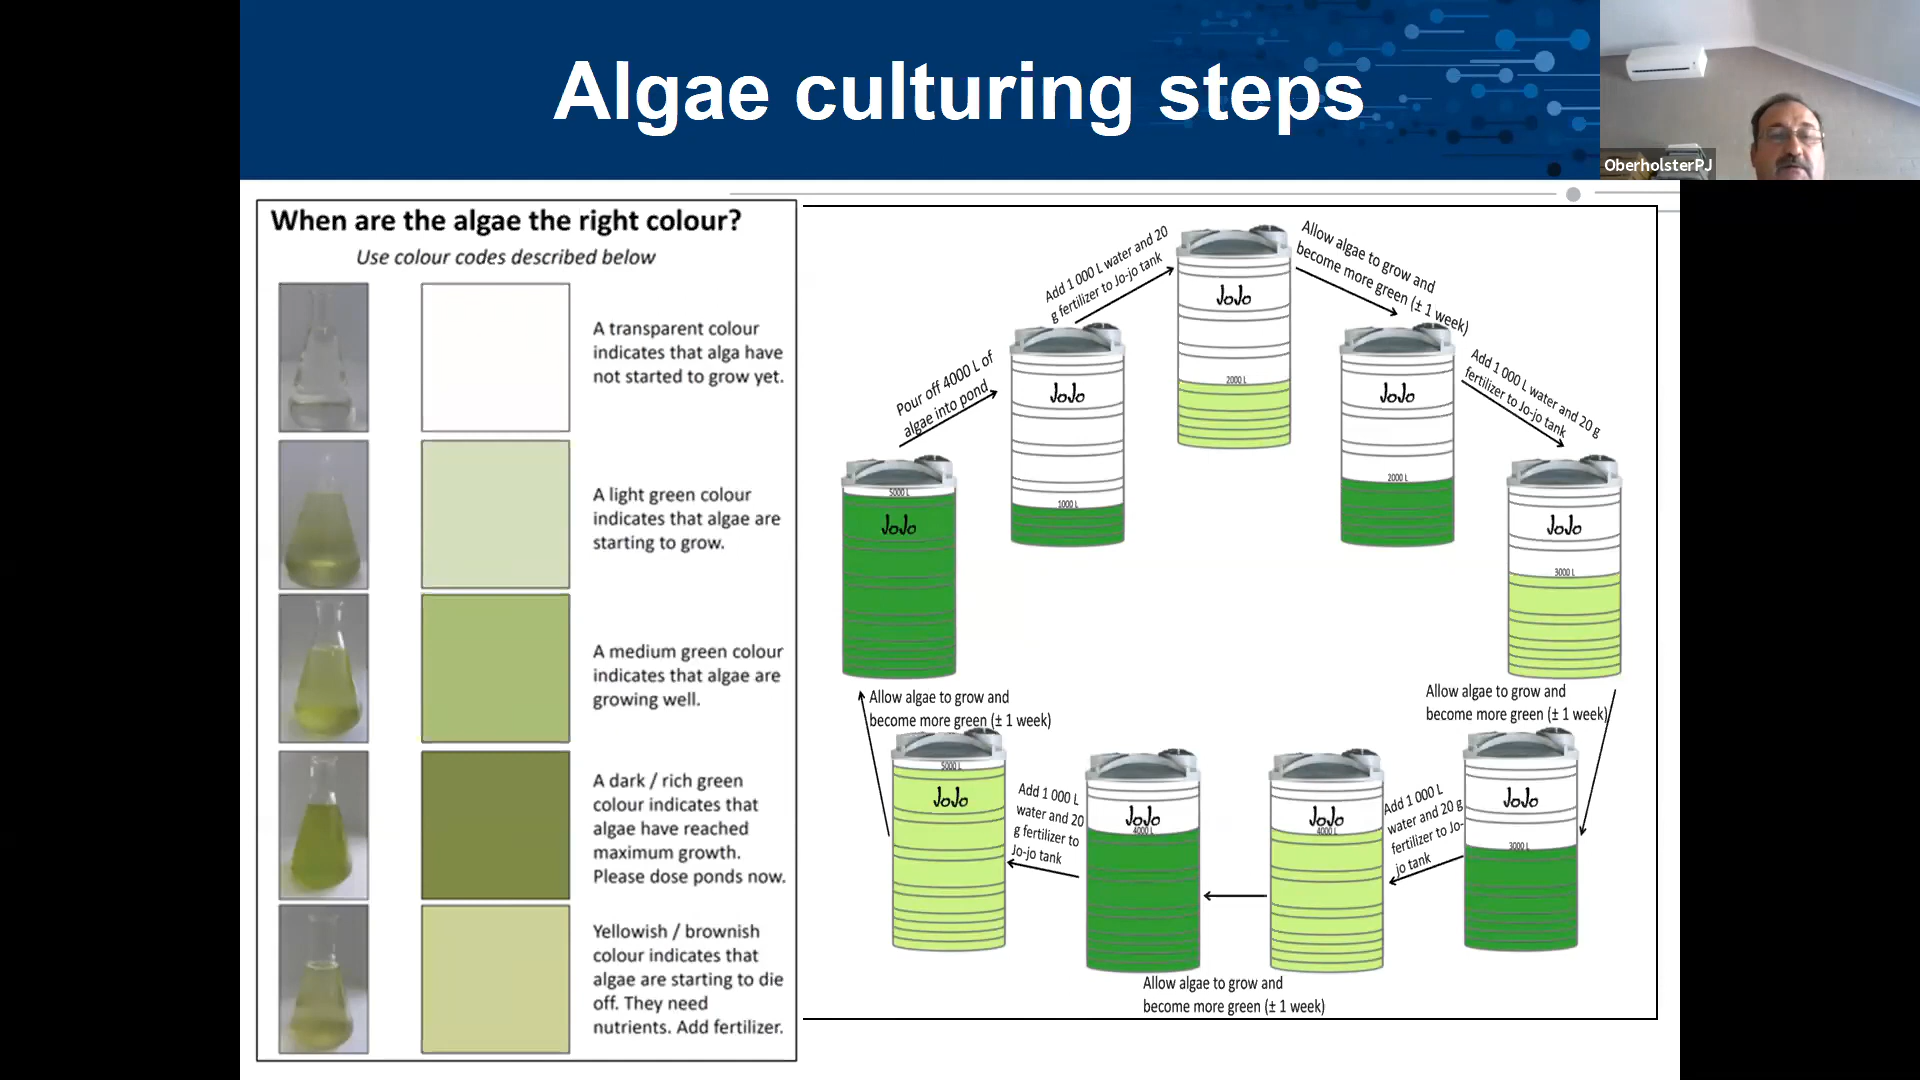 Algae culturing steps
OberholsterPJ
When are the algae the right colour?
Use colour codes described below
A transparent colour
indicates that alga have
not started to grow yet.
A light green colour
indicates that algae are
starting to grow.
A medium green colour
indicates that algae are
growing well.
A dark / rich green
colour indicates that
algae have reached
maximum growth.
Please dose ponds now.
Yellowish / brownish
colour indicates that
algae are starting to die
off. They need
nutrients. Add fertilizer.
5000 L
JoJo
Pour off 4000 L of
algae into pond
JoJo
1000 L
Add 1 000 L water and 20
g fertilizer to Jo-jo tank
JoJo
2000 L
Allow algae to grow and
become more green (± 1 week)
JoJo
2000 L
Add 1 000 L water and 20 g
fertilizer to Jo-jo tank
JoJo
3000 L
Allow algae to grow and
become more green (± 1 week)
JoJo
3000 L
Add 1 000 L
water and 20 g
fertilizer to Jo-
jo tank
JoJo
4000 L
Allow algae to grow and
become more green (± 1 week)
JoJo
4000 L
Add 1 000 L
water and 20
g fertilizer to
Jo-jo tank
5000 L
JoJo
Allow algae to grow and
become more green (± 1 week)